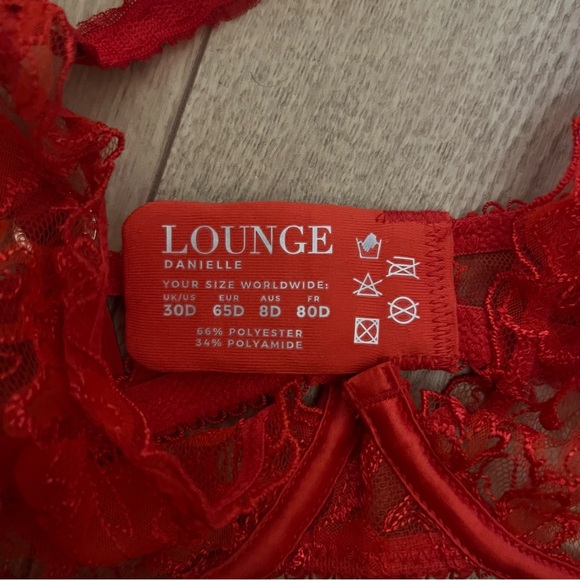 LOUNGE
DANIELLE
YOUR SIZE WORLDWIDE:
UK/US EUR AUS FR
30D 65D 8D 80D
66% POLYESTER
34% POLYAMIDE